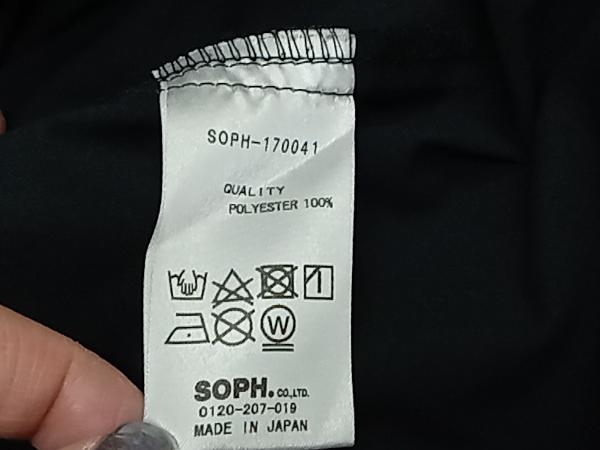 SOPH-170041
QUALITY
POLYESTER 100%
W
SOPH. CO.,LTD.
0120-207-019
MADE IN JAPAN